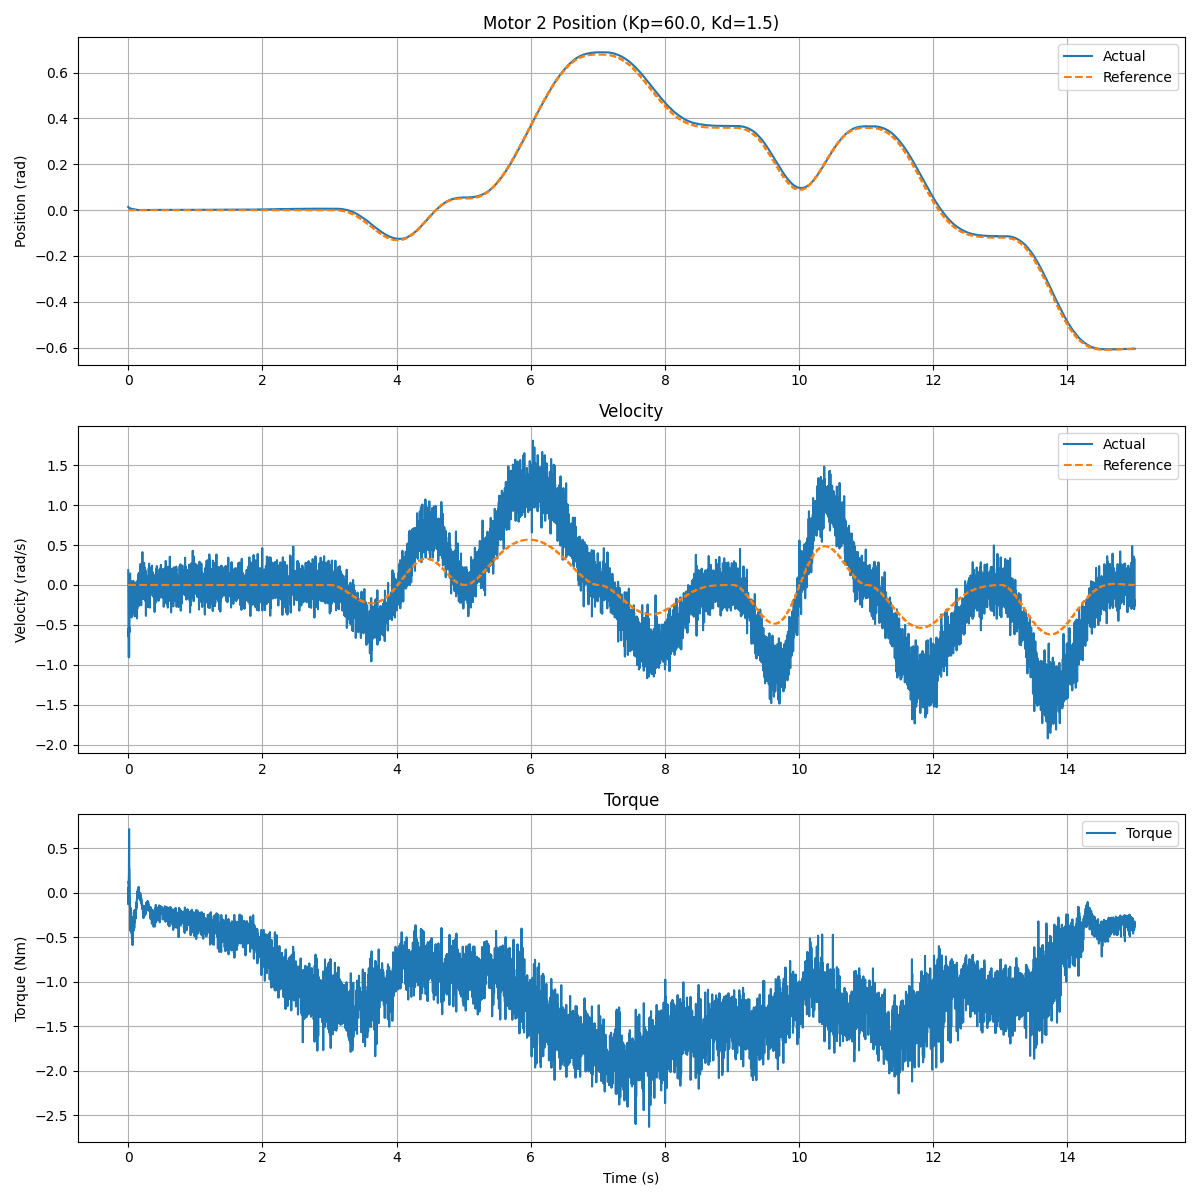 Motor 2 Position (Kp=60.0, Kd=1.5)
Actual
Reference
Position (rad)
0.6
0.4
0.2
0.0
−0.2
−0.4
−0.6
0 2 4 6 8 10 12 14
Velocity
Actual
Reference
Velocity (rad/s)
1.5
1.0
0.5
0.0
−0.5
−1.0
−1.5
−2.0
0 2 4 6 8 10 12 14
Torque
Torque
Torque (Nm)
0.5
0.0
−0.5
−1.0
−1.5
−2.0
−2.5
0 2 4 6 8 10 12 14
Time (s)